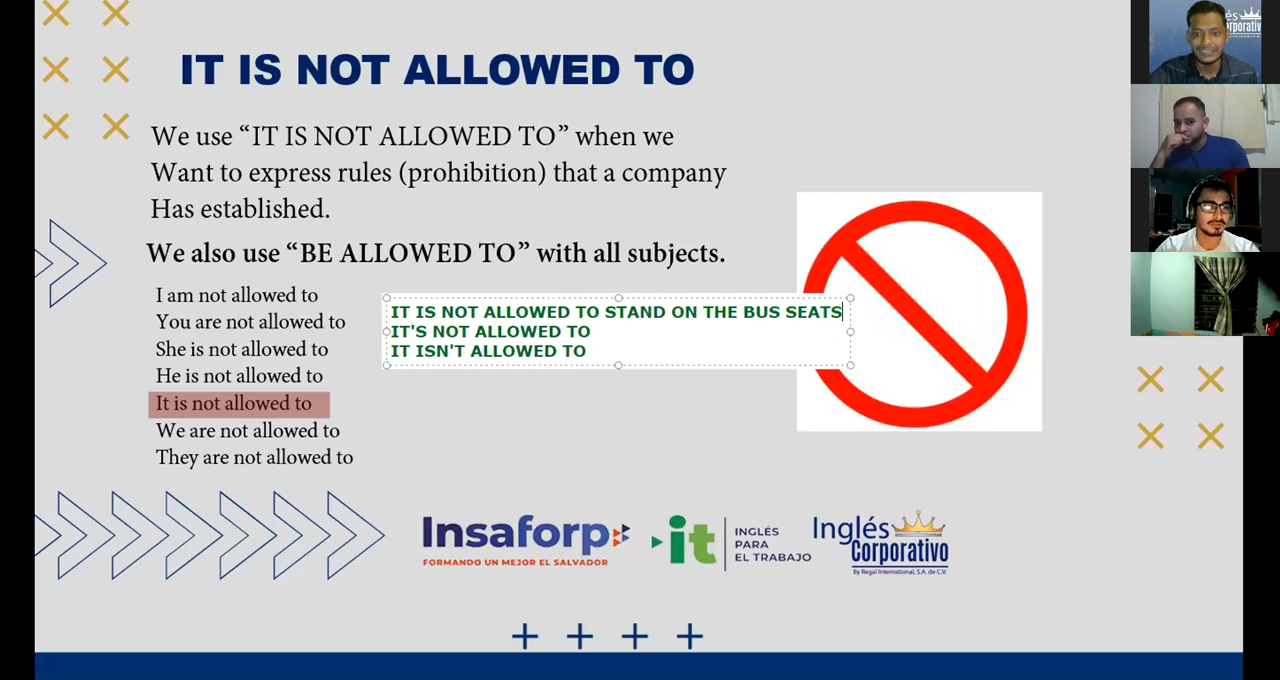 IT IS NOT ALLOWED TO
We use “IT IS NOT ALLOWED TO” when we
Want to express rules (prohibition) that a company
Has established.
We also use “BE ALLOWED TO” with all subjects.
I am not allowed to
You are not allowed to
She is not allowed to
He is not allowed to
It is not allowed to
We are not allowed to
They are not allowed to
IT IS NOT ALLOWED TO STAND ON THE BUS SEATS
IT'S NOT ALLOWED TO
IT ISN'T ALLOWED TO
Insaforp
FORMANDO UN MEJOR EL SALVADOR
it
INGLÉS
PARA
EL TRABAJO
Inglés
Corporativo
By Regal International, S.A. de C.V.